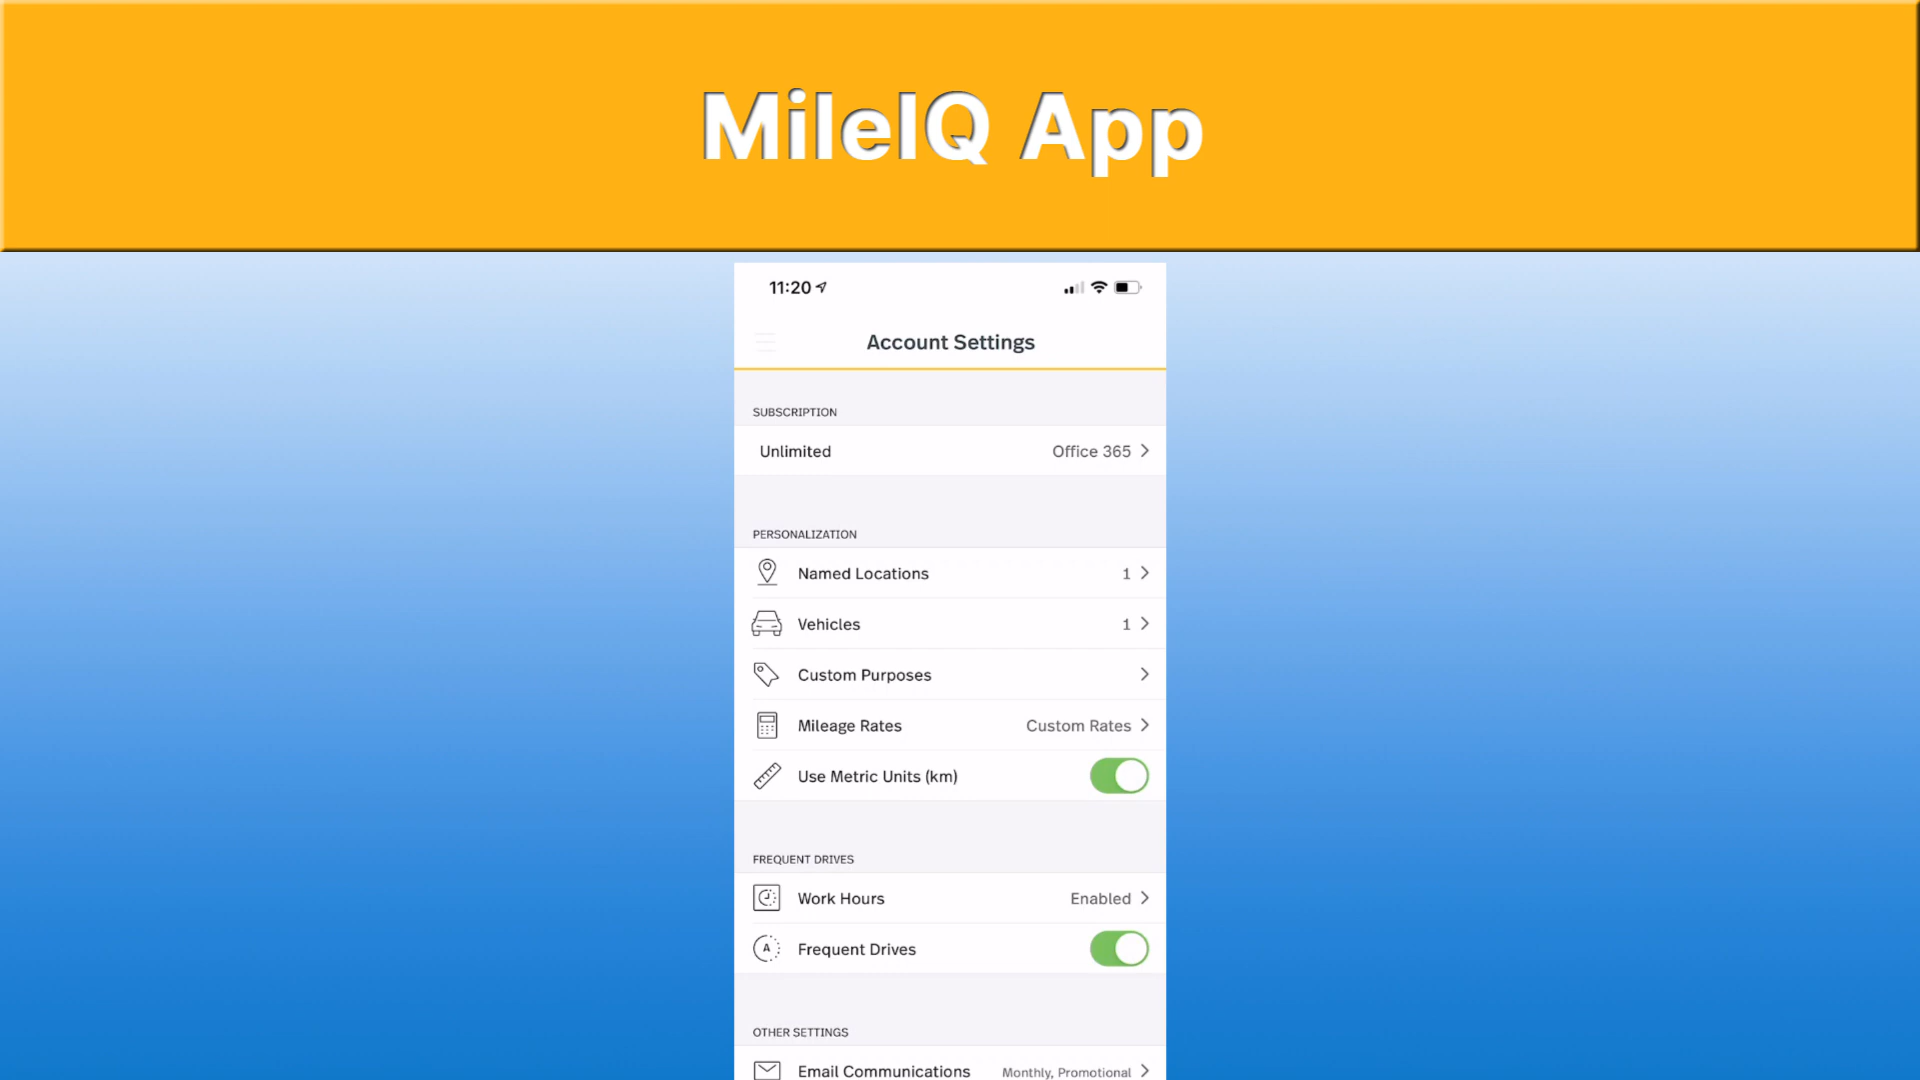 MileIQ App
11:20
Account Settings
SUBSCRIPTION
Unlimited Office 365
PERSONALIZATION
Named Locations 1
Vehicles 1
Custom Purposes
Mileage Rates Custom Rates
Use Metric Units (km)
FREQUENT DRIVES
Work Hours Enabled
A Frequent Drives
OTHER SETTINGS
Email Communications Monthly, Promotional